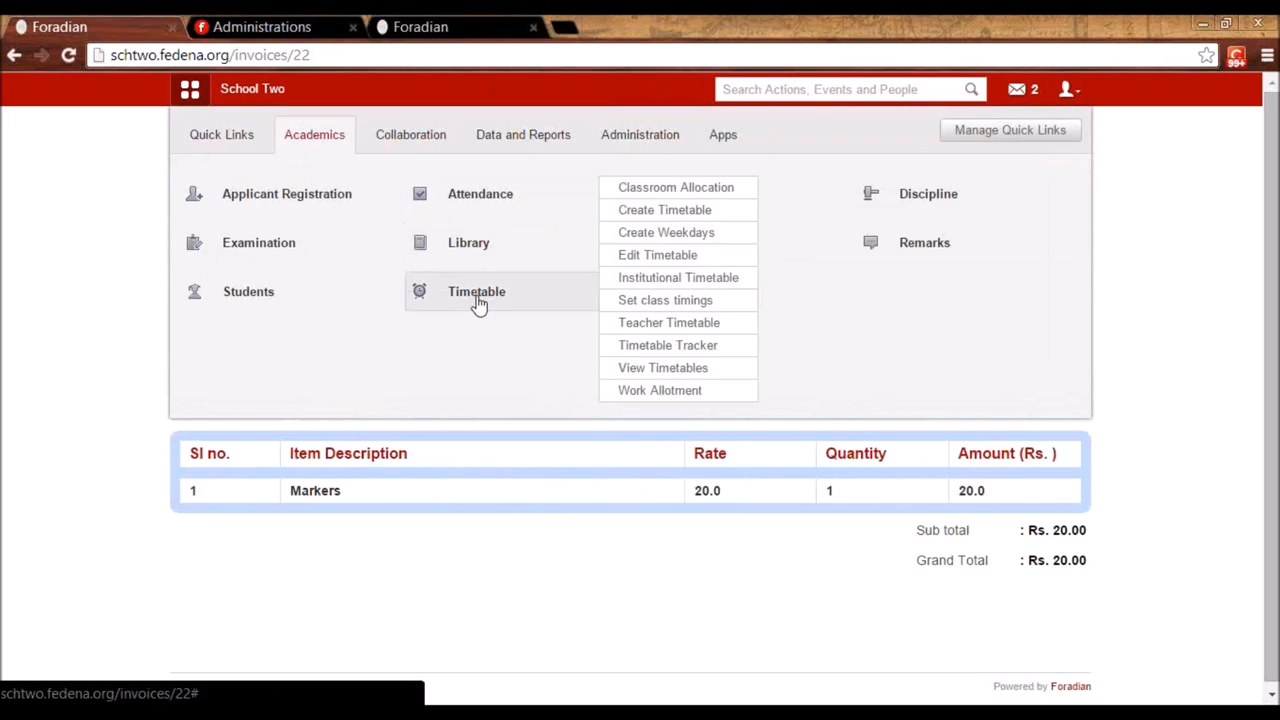 Foradian
Administrations
Foradian
schtwo.fedena.org/invoices/22
99+
School Two
Search Actions, Events and People
2
Quick Links
Academics
Collaboration
Data and Reports
Administration
Apps
Manage Quick Links
Applicant Registration
Examination
Students
Attendance
Library
Timetable
Classroom Allocation
Create Timetable
Create Weekdays
Edit Timetable
Institutional Timetable
Set class timings
Teacher Timetable
Timetable Tracker
View Timetables
Work Allotment
Discipline
Remarks
Sl no. Item Description Rate Quantity Amount (Rs. )
1 Markers 20.0 1 20.0
Sub total : Rs. 20.00
Grand Total : Rs. 20.00
Powered by Foradian
schtwo.fedena.org/invoices/22#